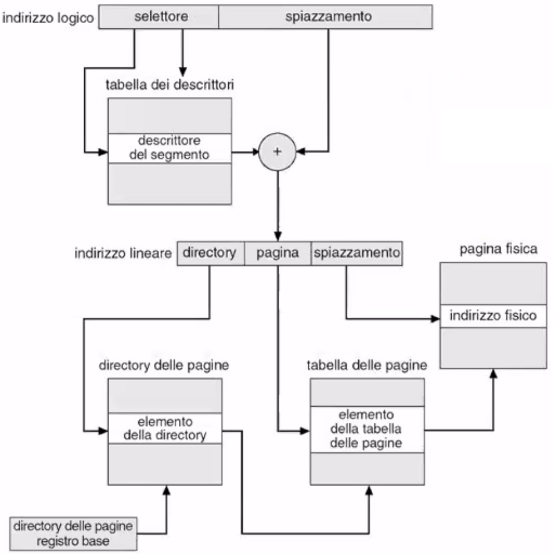 indirizzo logico
selettore
spiazzamento
tabella dei descrittori
descrittore
del segmento
+
indirizzo lineare
directory
pagina
spiazzamento
pagina fisica
indirizzo fisico
directory delle pagine
tabella delle pagine
elemento
della directory
elemento
della tabella
delle pagine
directory delle pagine
registro base